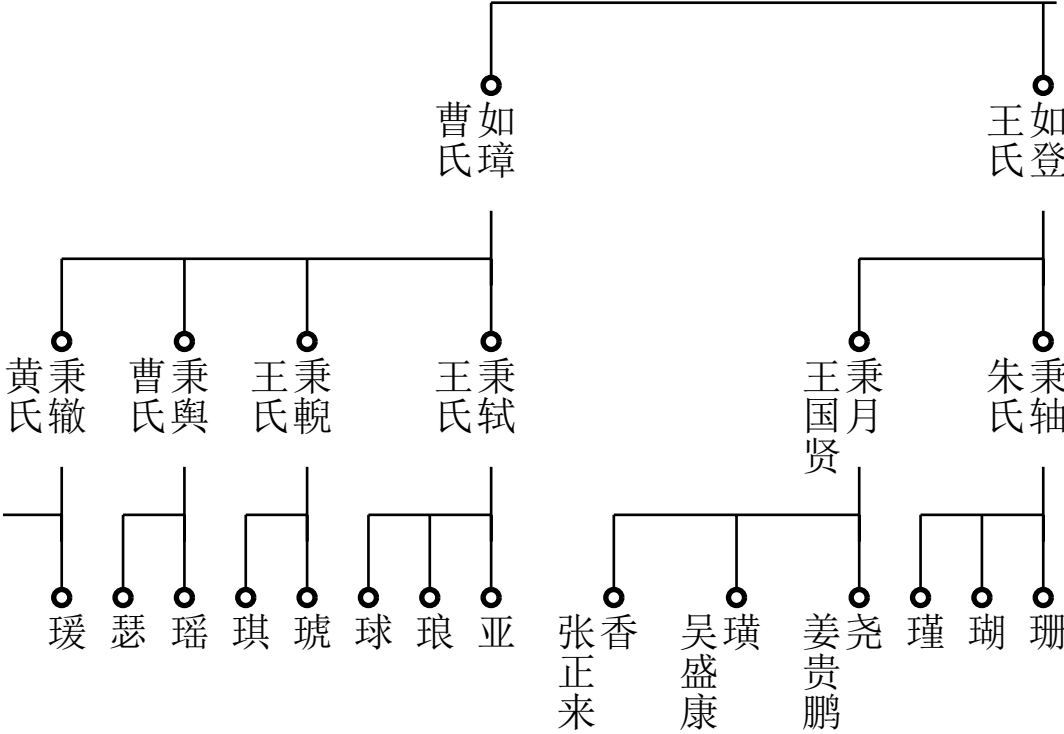 如登
王氏
如璋
曹氏
秉轴
朱氏
秉月
王国贤
秉轼
王氏
秉輗
王氏
秉舆
曹氏
秉辙
黄氏
珊
瑚
瑾
尧
姜贵鹏
璜
吴盛康
香
张正来
亚
琅
球
琥
琪
瑶
瑟
瑗